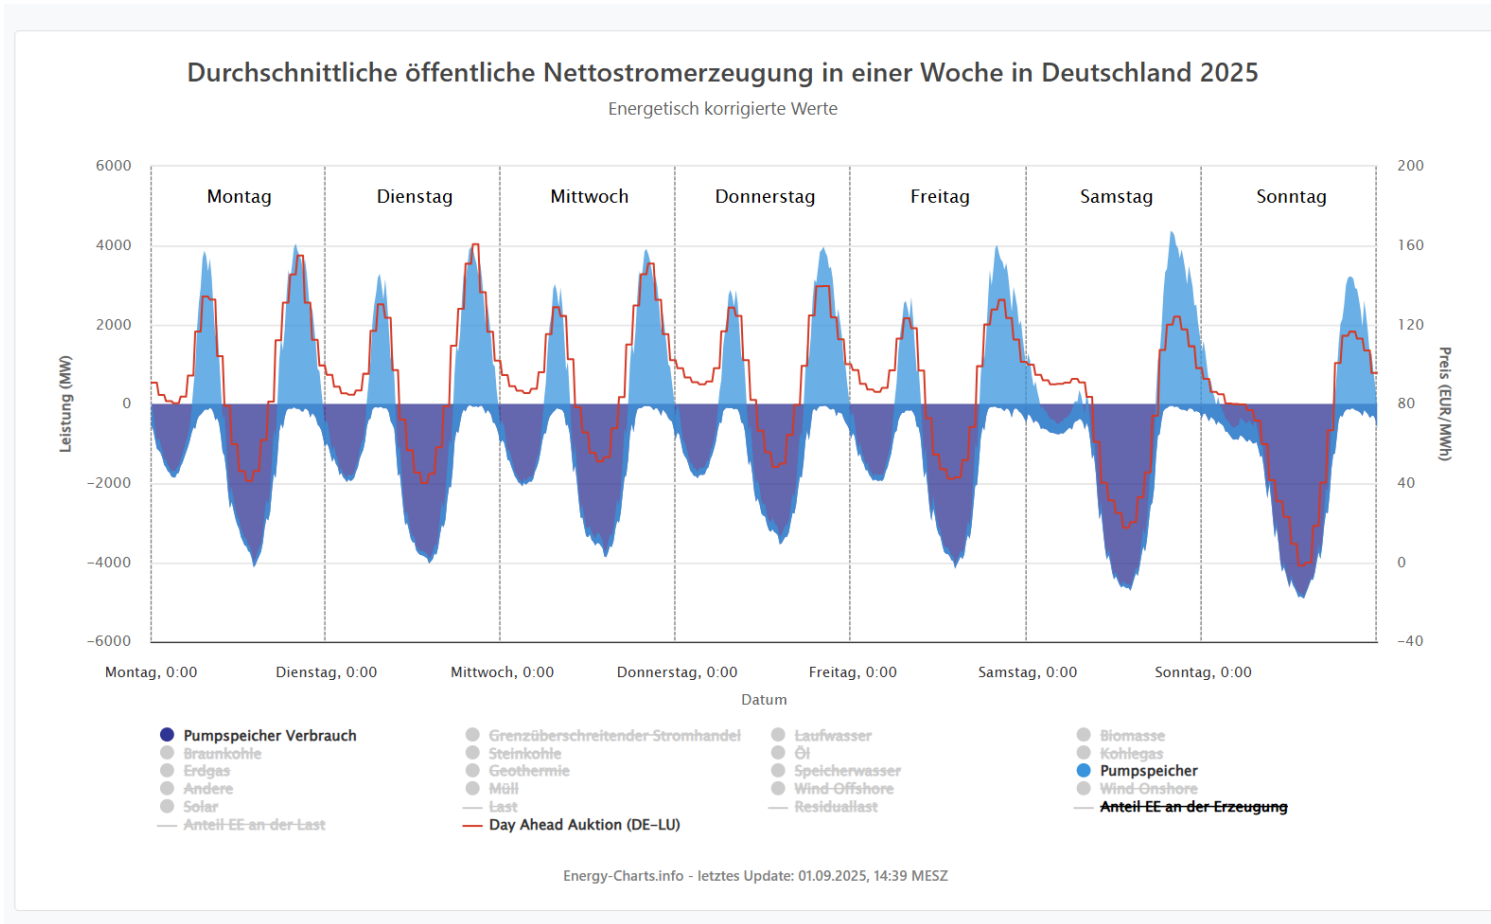 Durchschnittliche öffentliche Nettostromerzeugung in einer Woche in Deutschland 2025
Energetisch korrigierte Werte
6000 200
Montag Dienstag Mittwoch Donnerstag Freitag Samstag Sonntag
4000 160
2000 120
Leistung (MW)
Preis (EUR/MWh)
0 80
−2000 40
−4000 0
−6000 −40
Montag, 0:00 Dienstag, 0:00 Mittwoch, 0:00 Donnerstag, 0:00 Freitag, 0:00 Samstag, 0:00 Sonntag, 0:00
Datum
Pumpspeicher Verbrauch Grenzüberschreitender Stromhandel Laufwasser Biomasse
Braunkohle Steinkohle Öl Kohlegas
Erdgas Geothermie Speicherwasser Pumpspeicher
Andere Müll Wind Offshore Wind Onshore
Solar Last Residuallast Anteil EE an der Erzeugung
Anteil EE an der Last Day Ahead Auktion (DE-LU)
Energy-Charts.info - letztes Update: 01.09.2025, 14:39 MESZ